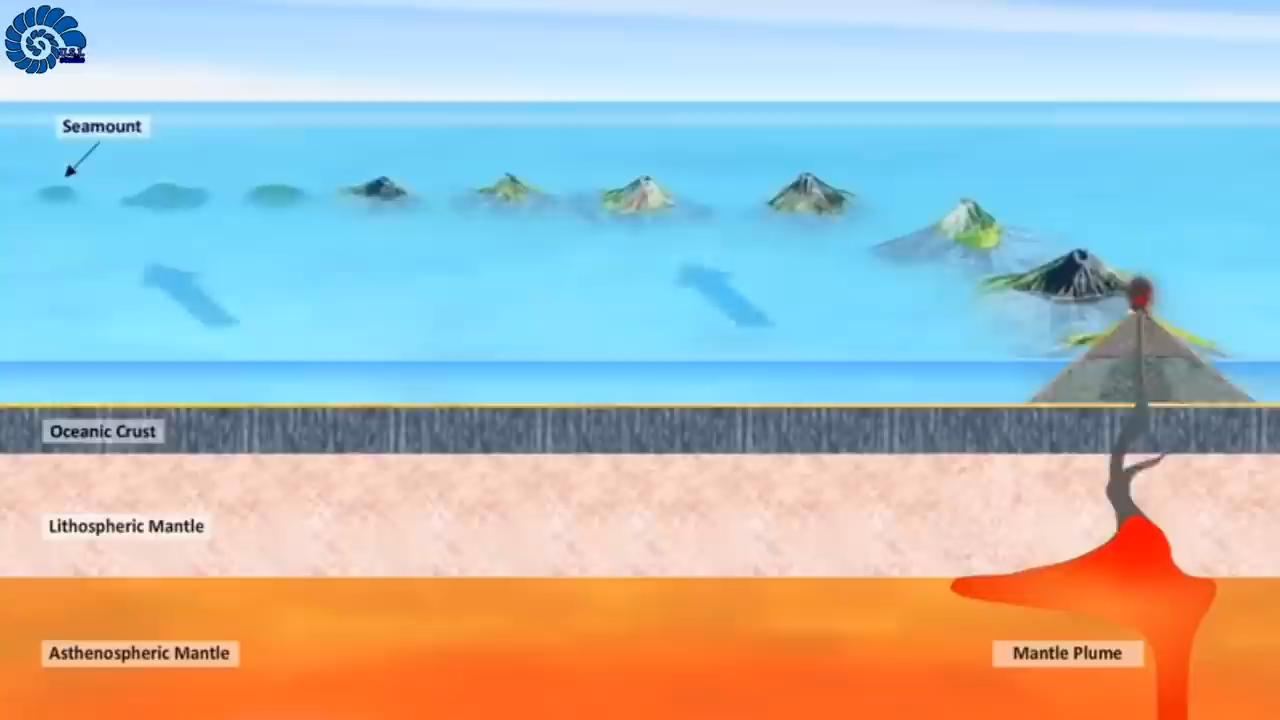 Seamount
Oceanic Crust
Lithospheric Mantle
Asthenospheric Mantle
Mantle Plume